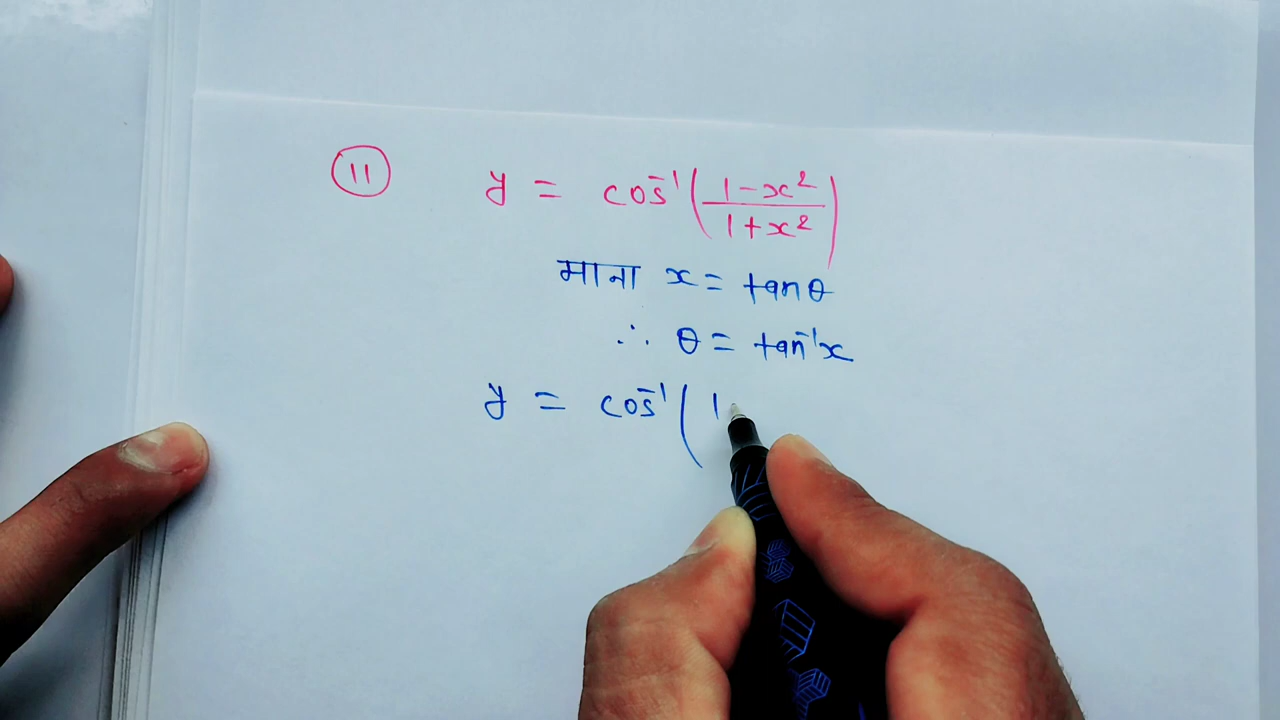 11 y = cos⁻¹(1-x²/1+x²)
माना x = tanθ
∴ θ = tan⁻¹x
y = cos⁻¹( 1